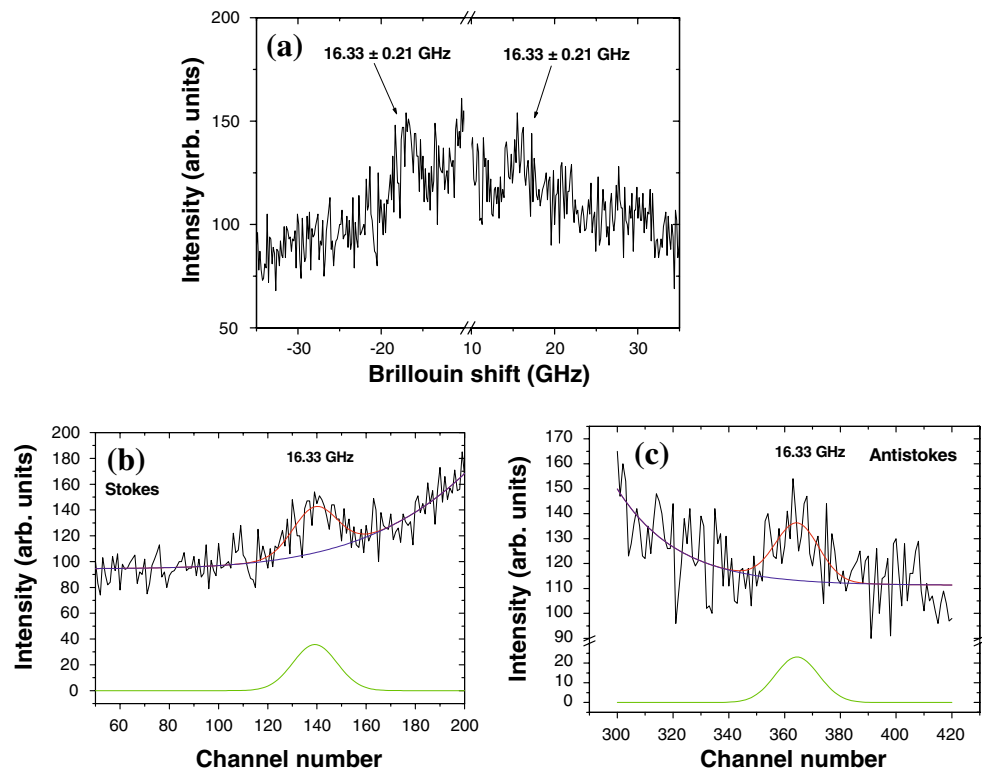 (a)
16.33 ± 0.21 GHz 16.33 ± 0.21 GHz
Intensity (arb. units)
200
150
100
50
-30 -20 10 20 30
Brillouin shift (GHz)
(b)
Stokes
16.33 GHz
Intensity (arb. units)
200
180
160
140
120
100
80
60
40
20
0
60 80 100 120 140 160 180 200
Channel number
(c)
16.33 GHz
Antistokes
Intensity (arb. units)
170
160
150
140
130
120
110
100
90
20
10
0
300 320 340 360 380 400 420
Channel number